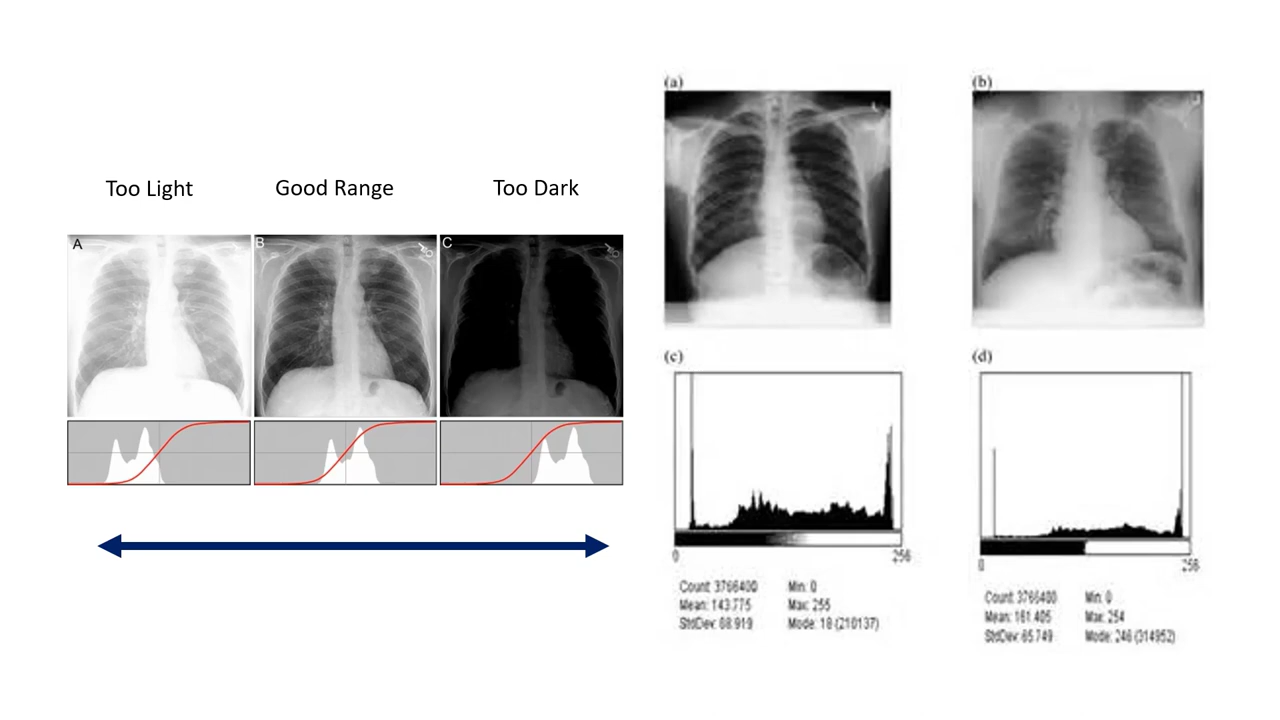 Too Light
Good Range
Too Dark
A
B
C
(a)
(b)
L
(c)
(d)
0
256
0
256
Count: 3766400
Min: 0
Mean: 143.775
Max: 255
StdDev: 68.919
Mode: 18 (210137)
Count: 3766400
Min: 0
Mean: 161.405
Max: 254
StdDev: 65.749
Mode: 246 (314952)